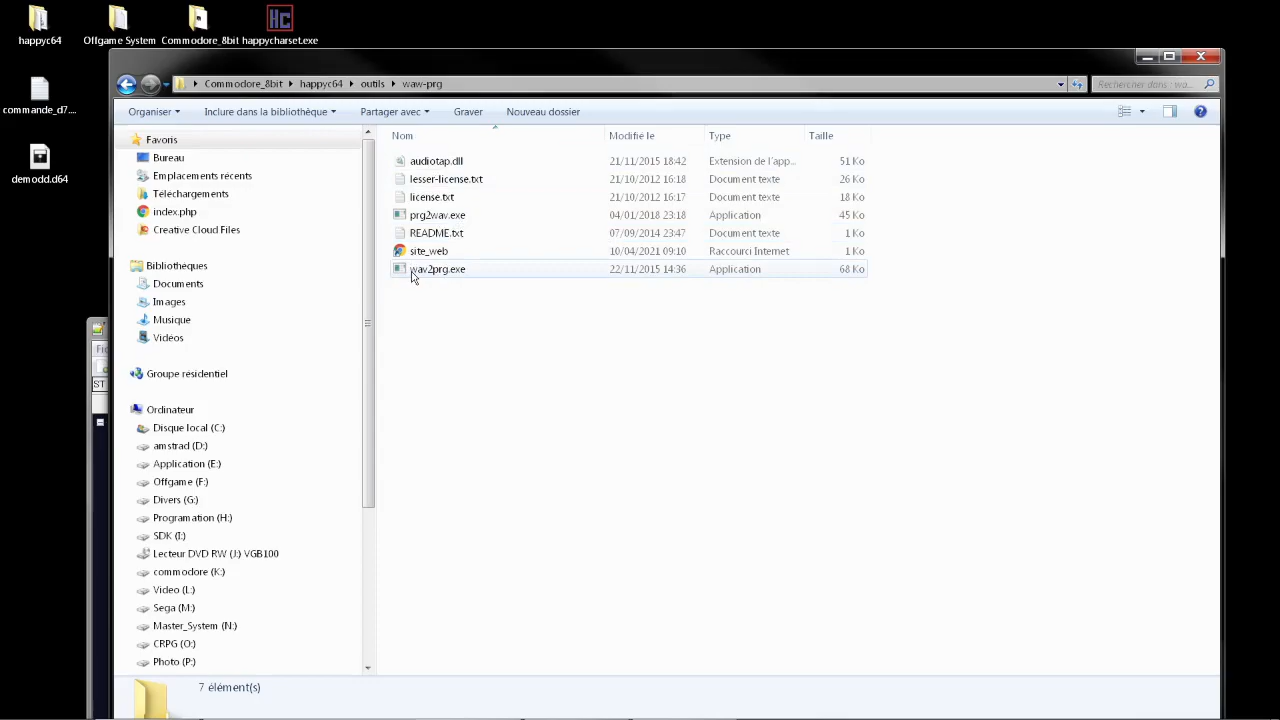 happyc64
Offgame System
Commodore_8bit
happycharset.exe
commande_d7....
demodd.d64
Commodore_8bit
happyc64
outils
waw-prg
Rechercher dans : wa...
Organiser
Inclure dans la bibliothèque
Partager avec
Graver
Nouveau dossier
Favoris
Bureau
Emplacements récents
Téléchargements
index.php
Creative Cloud Files
Bibliothèques
Documents
Images
Musique
Vidéos
Groupe résidentiel
Ordinateur
Disque local (C:)
amstrad (D:)
Application (E:)
Offgame (F:)
Divers (G:)
Programation (H:)
SDK (I:)
Lecteur DVD RW (J:) VGB100
commodore (K:)
Video (L:)
Sega (M:)
Master_System (N:)
CRPG (O:)
Photo (P:)
Nom Modifié le Type Taille
audiotap.dll 21/11/2015 18:42 Extension de l'app... 51 Ko
lesser-license.txt 21/10/2012 16:18 Document texte 26 Ko
license.txt 21/10/2012 16:17 Document texte 18 Ko
prg2wav.exe 04/01/2018 23:18 Application 45 Ko
README.txt 07/09/2014 23:47 Document texte 1 Ko
site_web 10/04/2021 09:10 Raccourci Internet 1 Ko
wav2prg.exe 22/11/2015 14:36 Application 68 Ko
Fic
ST
7 élément(s)